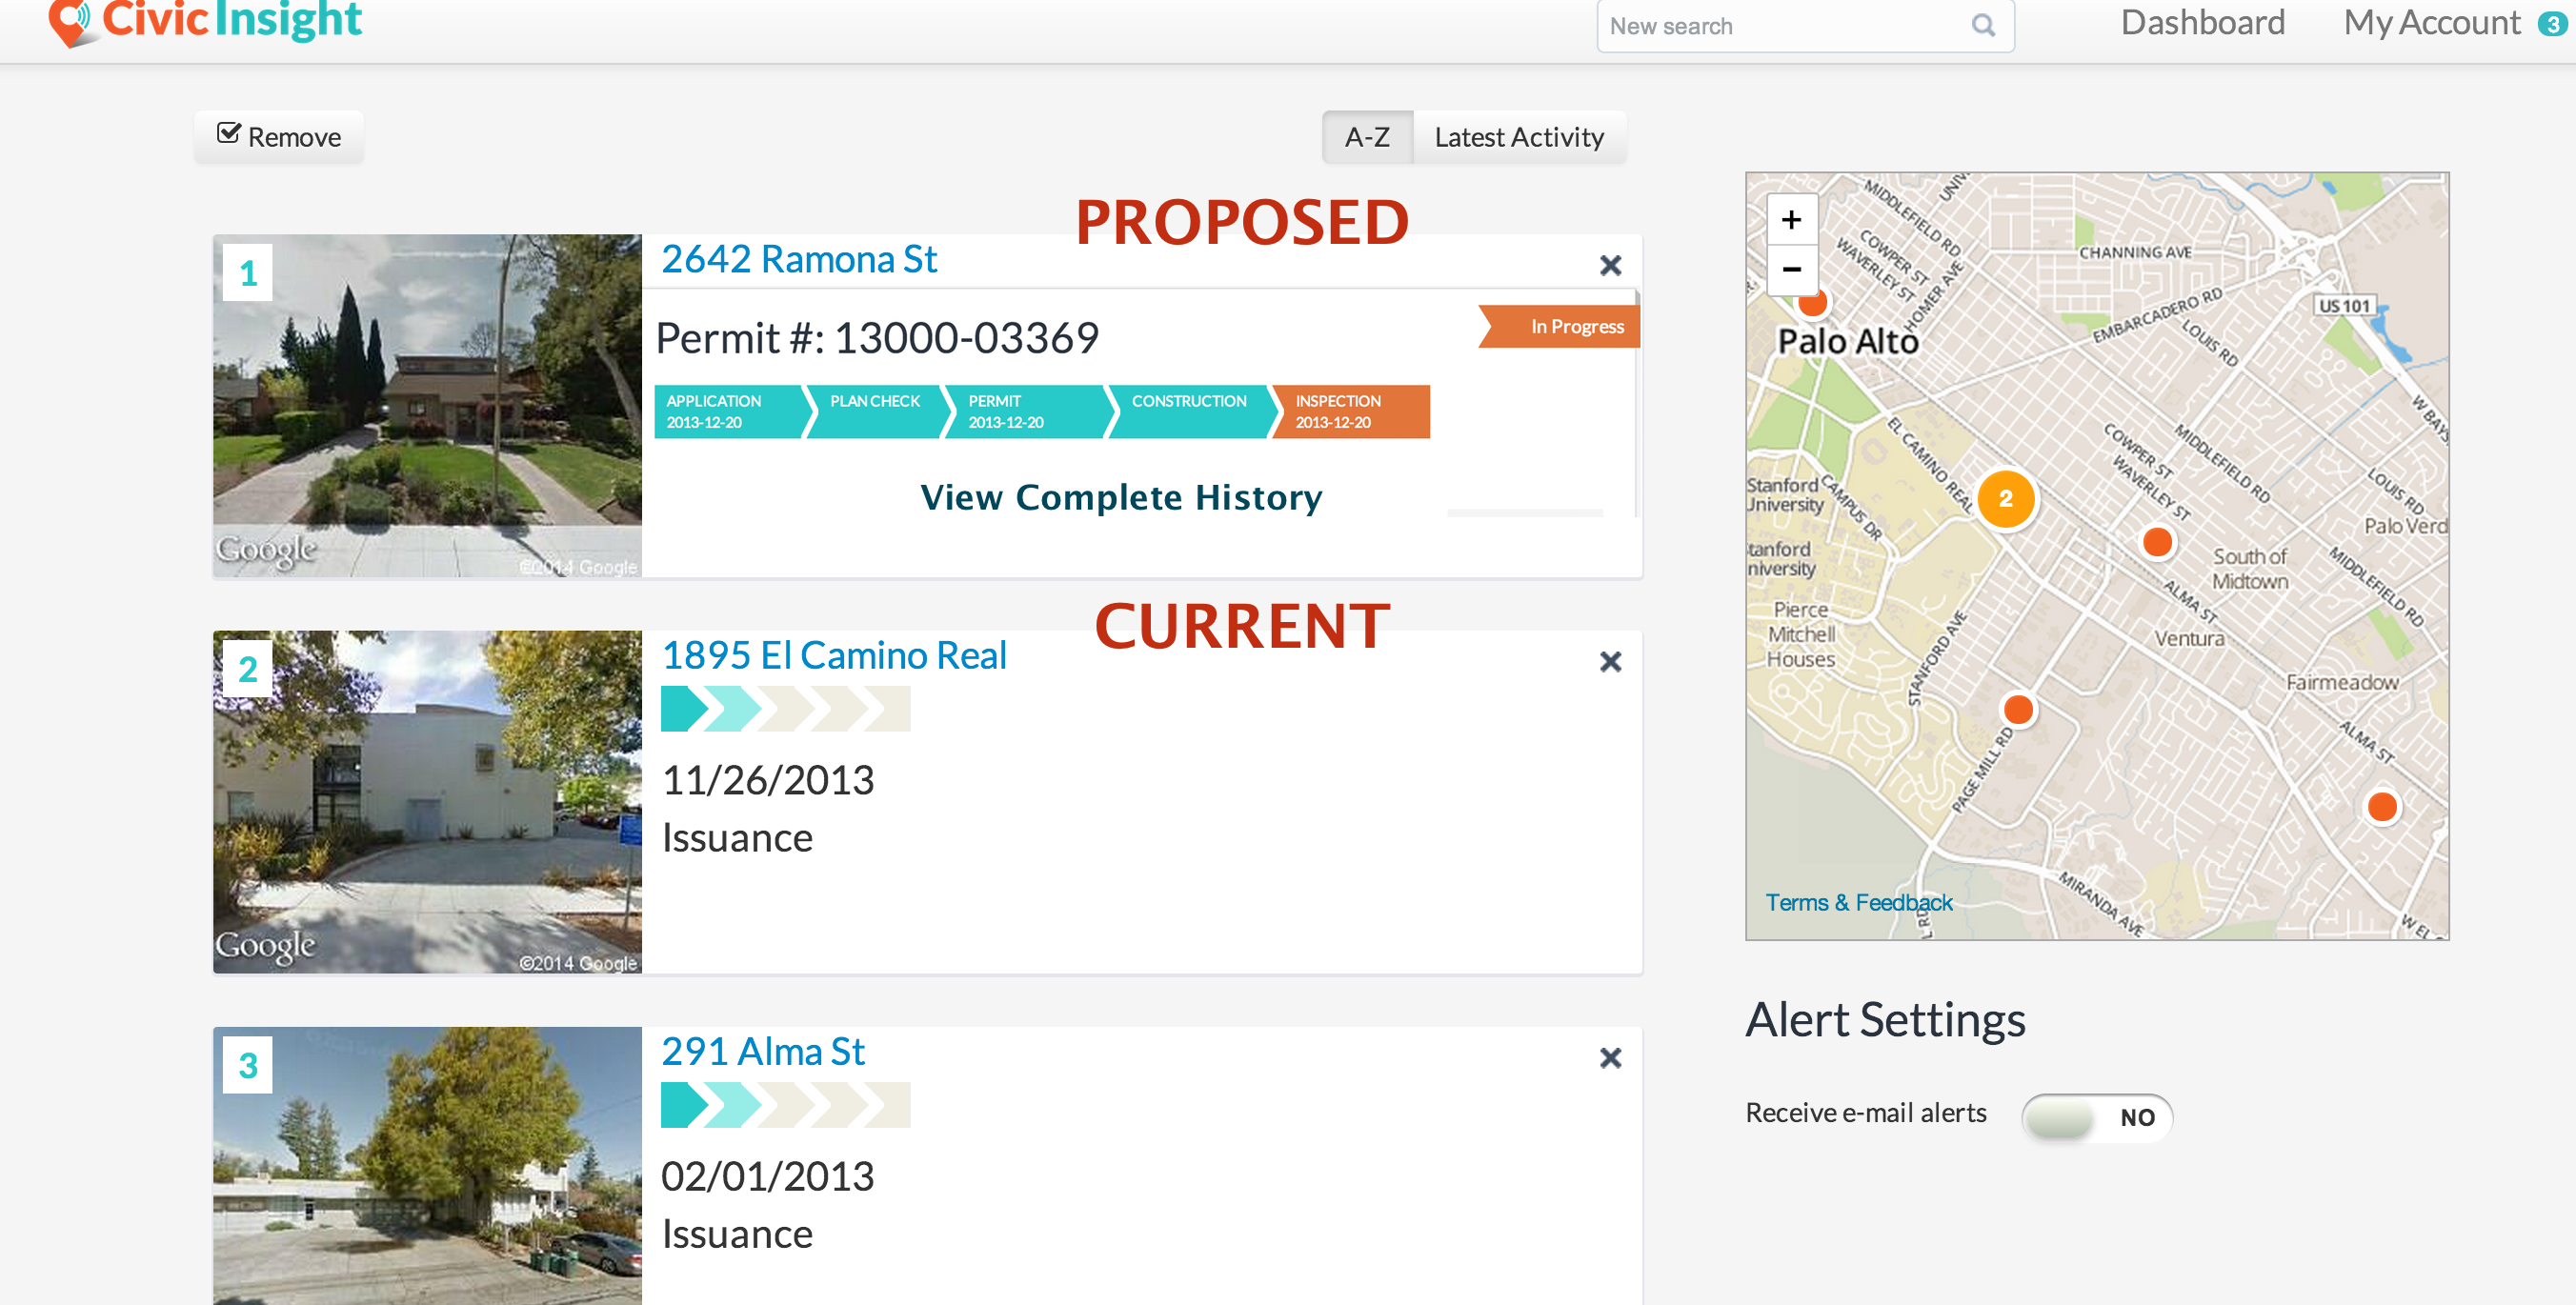 Civic Insight
New search
Dashboard
My Account 3
Remove
A-Z
Latest Activity
PROPOSED
1
2642 Ramona St
Permit #: 13000-03369
In Progress
APPLICATION
2013-12-20
PLAN CHECK
PERMIT
2013-12-20
CONSTRUCTION
INSPECTION
2013-12-20
View Complete History
Google
©2014 Google
CURRENT
2
1895 El Camino Real
11/26/2013
Issuance
Google
©2014 Google
3
291 Alma St
02/01/2013
Issuance
+
−
MIDDLEFIELD RD
COWPER ST
WAVERLEY ST
HOMER AVE
CHANNING AVE
EMBARCADERO RD
LOUIS RD
US 101
Palo Alto
W BAYS
EL CAMINO REAL
COWPER ST
WAVERLEY ST
MIDDLEFIELD RD
LOUIS RD
Stanford
University
CAMPUS DR
2
Palo Verd
tanford
niversity
South of
Midtown
MIDDLEFIELD RD
ALMA ST
Pierce
Mitchell
Houses
STANFORD AVE
Ventura
Fairmeadow
ALMA ST
PAGE MILL RD
Terms & Feedback
L RD
MIRANDA AVE
W EL
Alert Settings
Receive e-mail alerts
NO